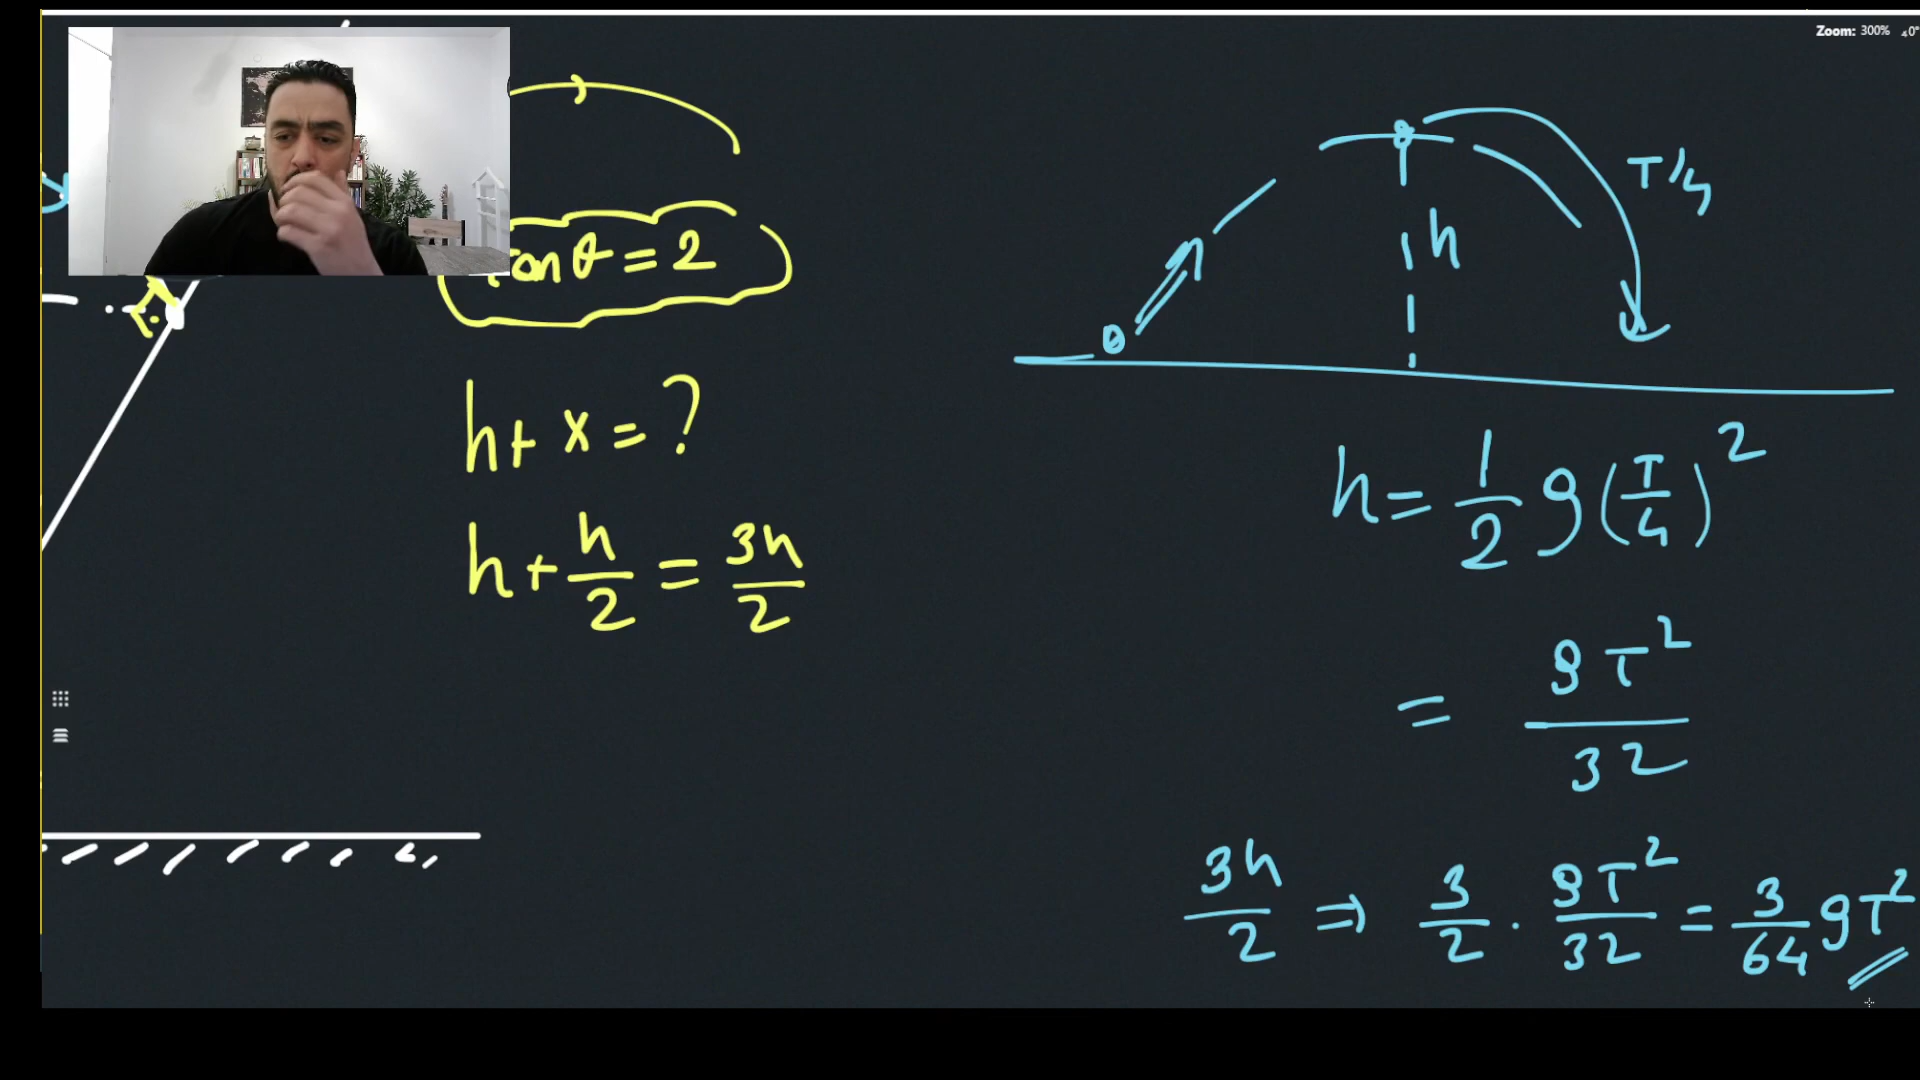 Zoom: 300%
tan θ = 2
h + x = ?
h + h/2 = 3h/2
T/4
h
h = 1/2 g (T/4)^2
= gT^2/32
3h/2 ⇒ 3/2 · gT^2/32 = 3/64 gT^2